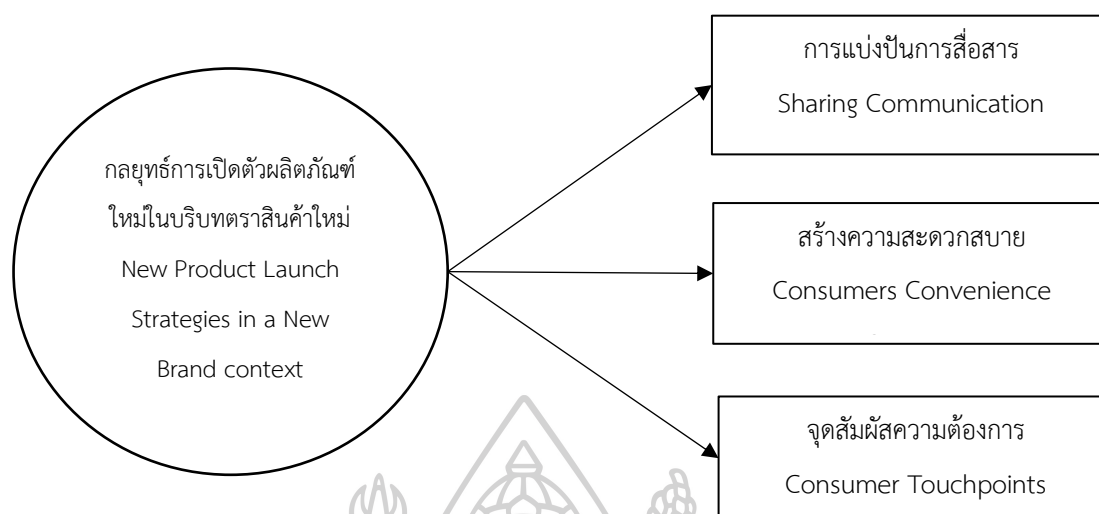 กลยุทธ์การเปิดตัวผลิตภัณฑ์
ใหม่ในบริบทตราสินค้าใหม่
New Product Launch
Strategies in a New
Brand context
การแบ่งปันการสื่อสาร
Sharing Communication
สร้างความสะดวกสบาย
Consumers Convenience
จุดสัมผัสความต้องการ
Consumer Touchpoints